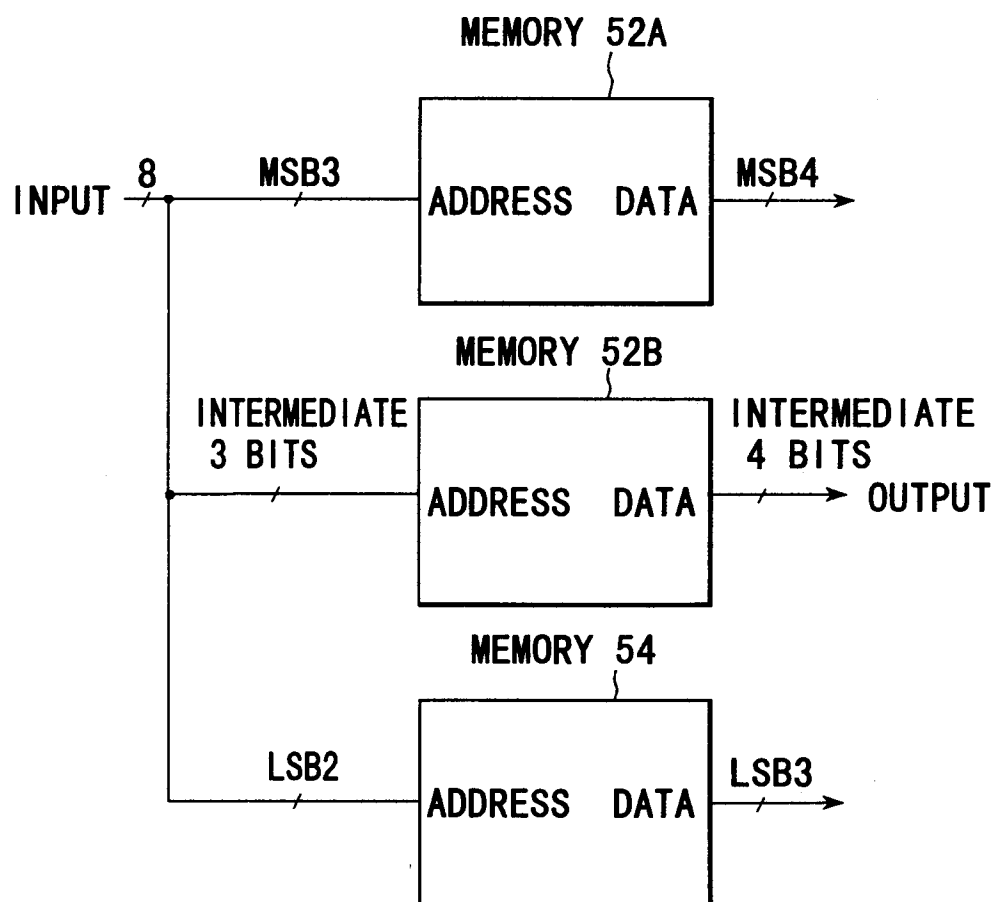 MEMORY 52A
INPUT
8
MSB3
ADDRESS DATA
MSB4
MEMORY 52B
INTERMEDIATE
3 BITS
ADDRESS DATA
INTERMEDIATE
4 BITS
OUTPUT
MEMORY 54
LSB2
ADDRESS DATA
LSB3